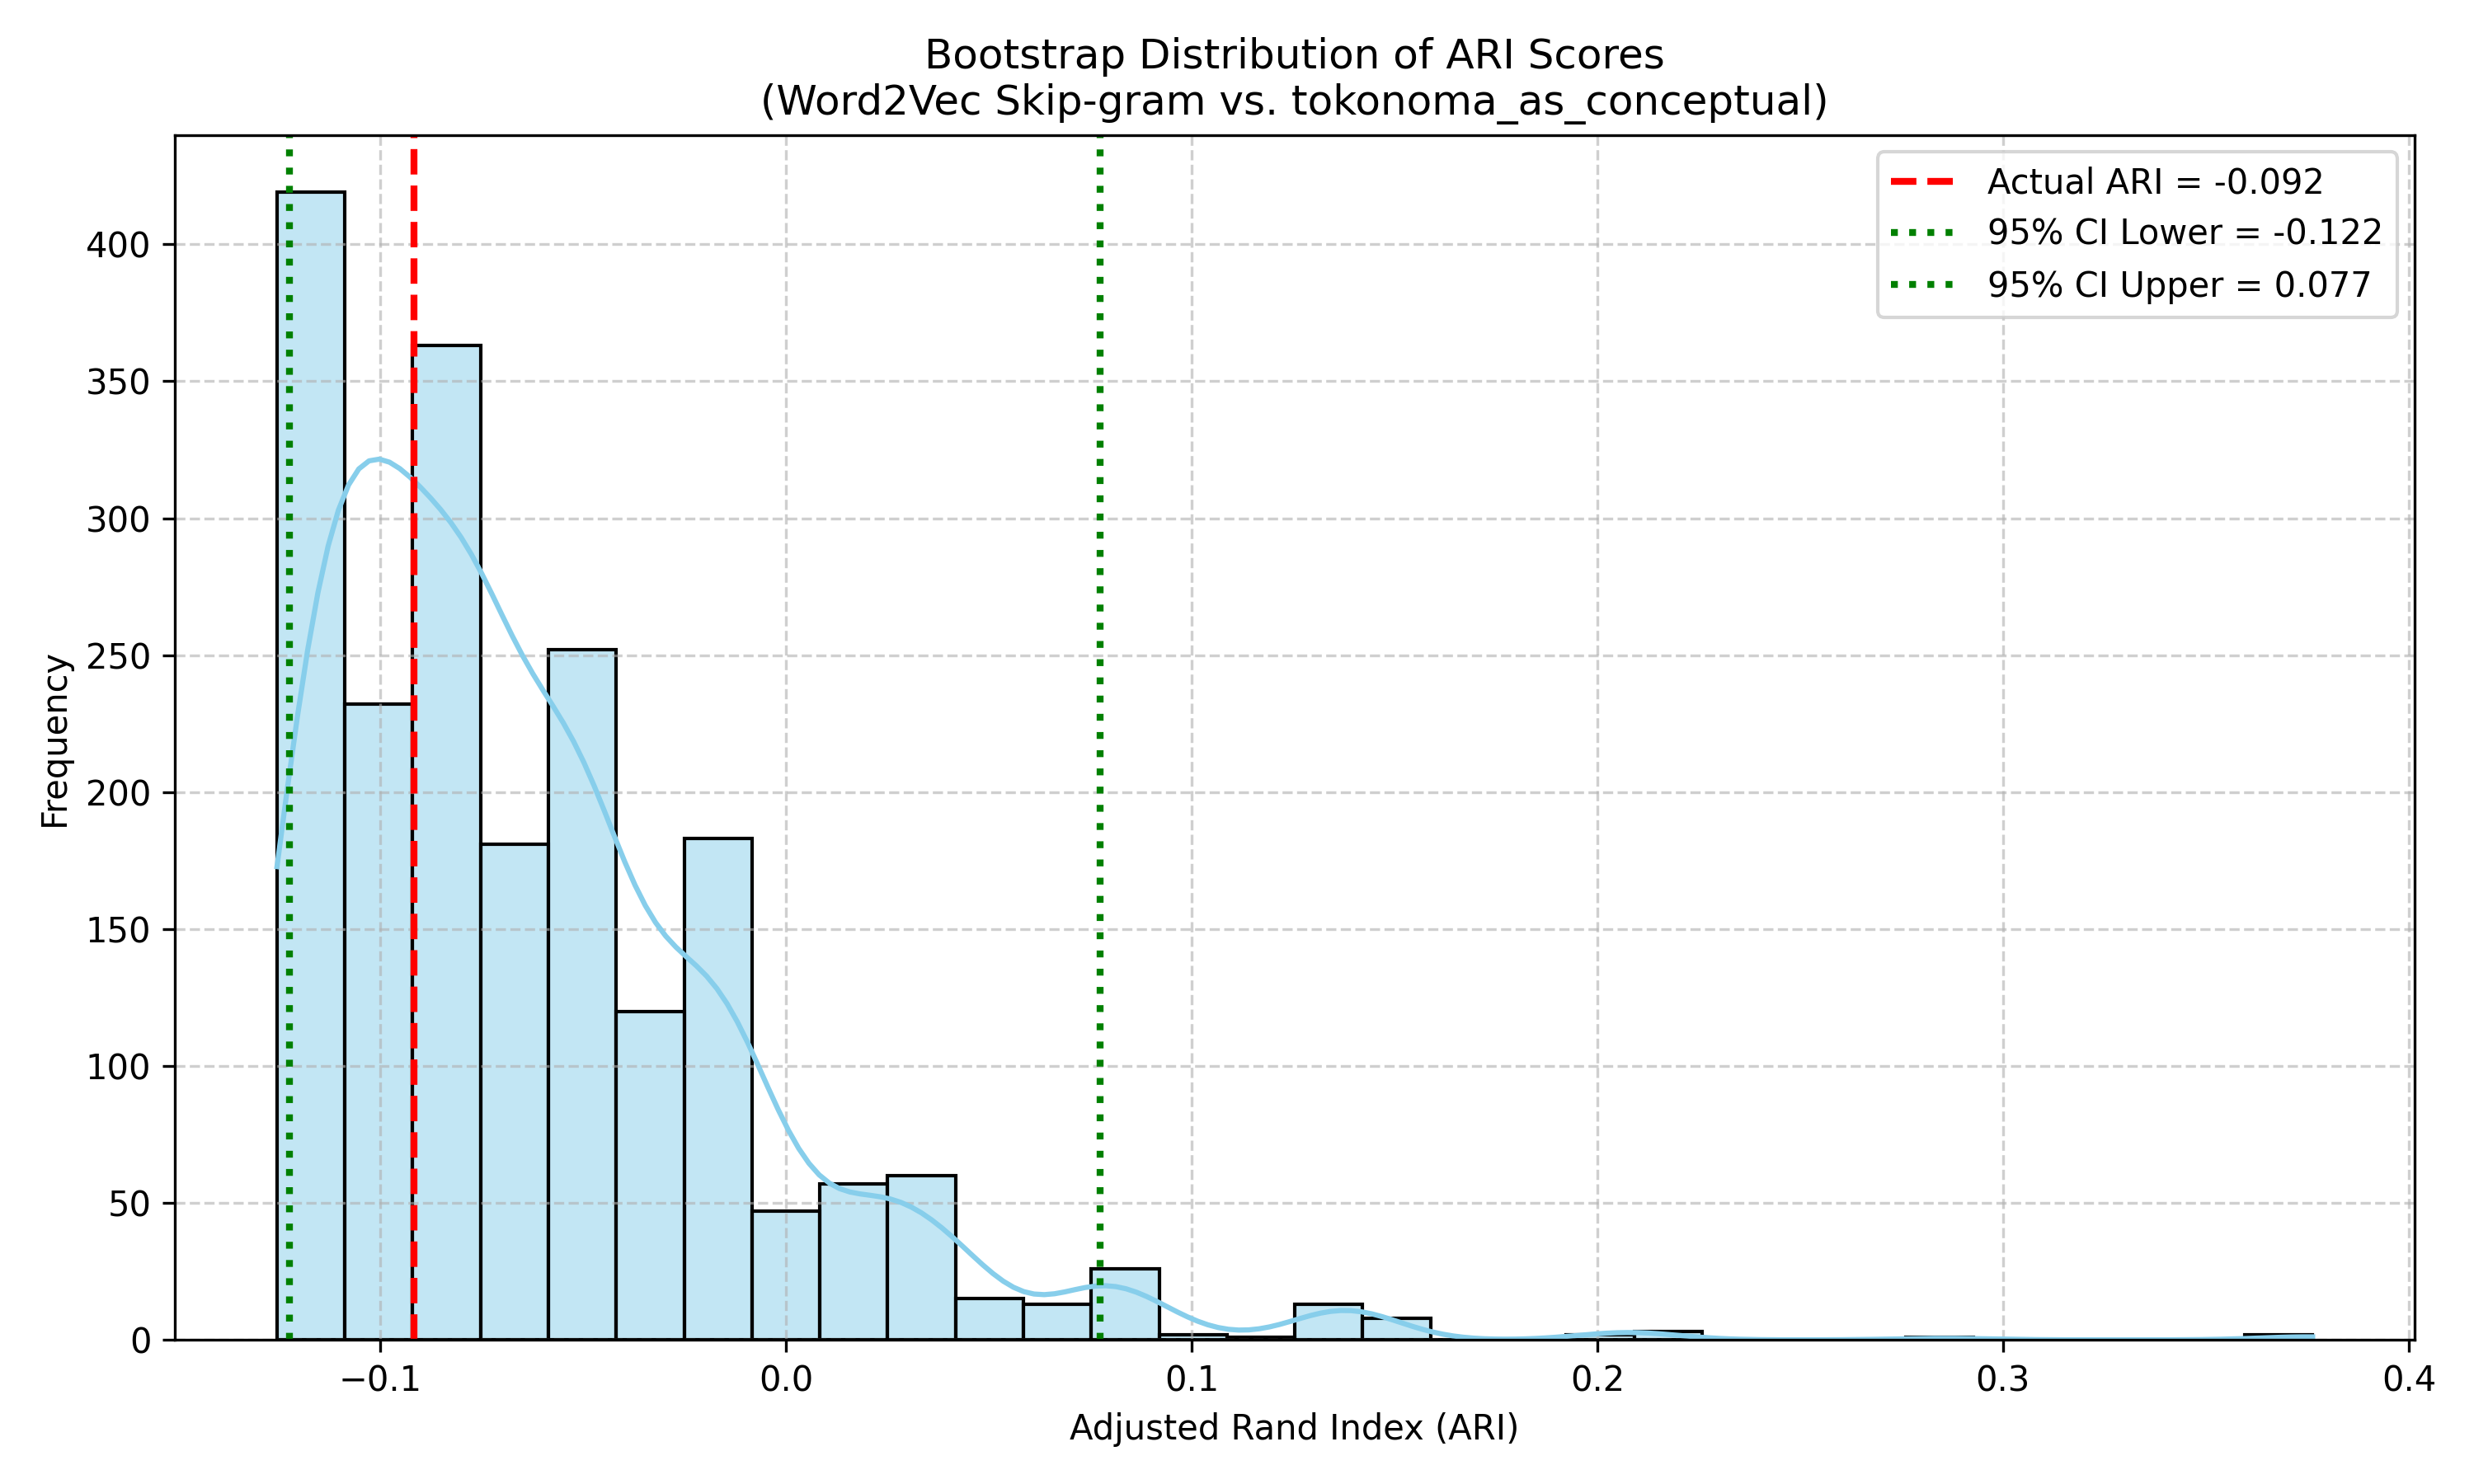 Bootstrap Distribution of ARI Scores
(Word2Vec Skip-gram vs. tokonoma_as_conceptual)
Actual ARI = -0.092
95% CI Lower = -0.122
95% CI Upper = 0.077
Frequency
400
350
300
250
200
150
100
50
0
−0.1 0.0 0.1 0.2 0.3 0.4
Adjusted Rand Index (ARI)